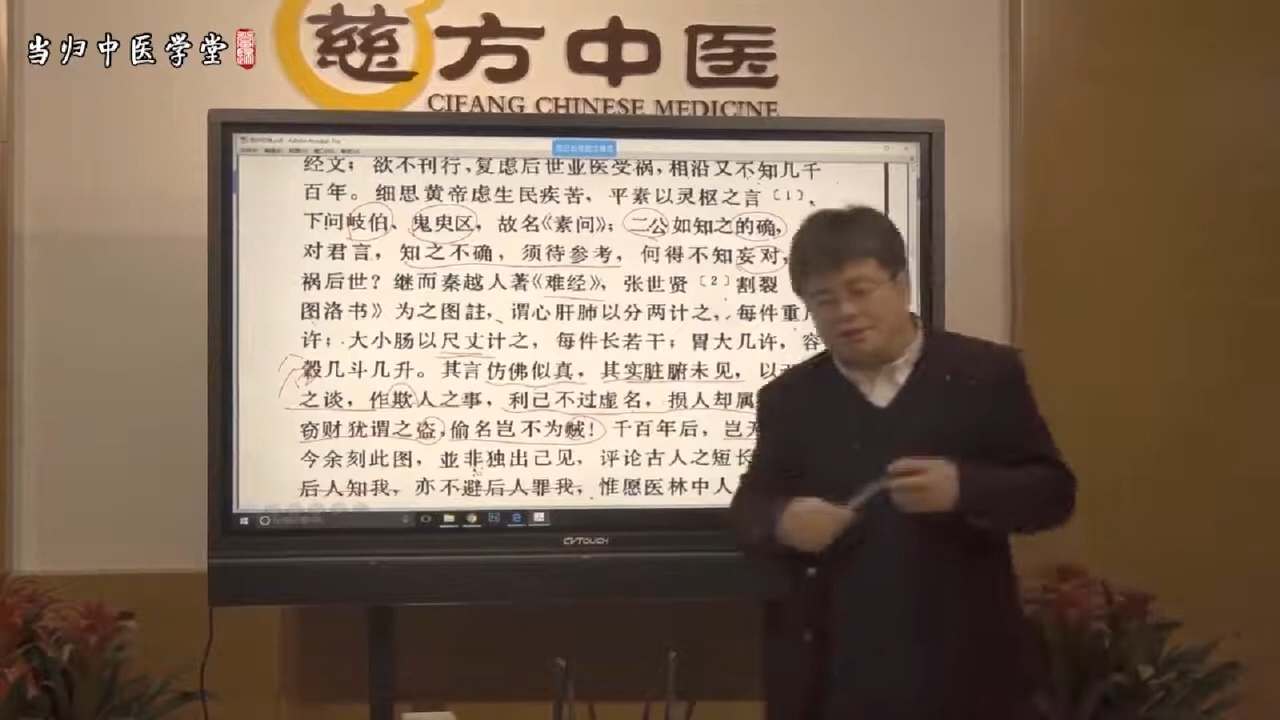 当归中医学堂
慈方中医
CIFANG CHINESE MEDICINE
经文；欲不刊行，复虑后世业医受祸，相沿又不知几千
百年。细思黄帝虑生民疾苦，平素以灵枢之言〔1〕、
下问岐伯、鬼臾区，故名《素问》；二公如知之的确，
对君言，知之不确，须待参考，何得不知妄对，
祸后世？继而秦越人著《难经》，张世贤〔2〕割裂
图洛书》为之图註，谓心肝肺以分两计之，每件重几
许；大小肠以尺丈计之，每件长若干；胃大几许，容
榖几斗几升。其言仿佛似真，其实脏腑未见，以
之谈，作欺人之事，利己不过虚名，损人却属
窃财犹谓之盗，偷名岂不为贼！千百年后，岂
今余刻此图，並非独出己见，评论古人之短长
后人知我，亦不避后人罪我，惟愿医林中人
CVTOUCH